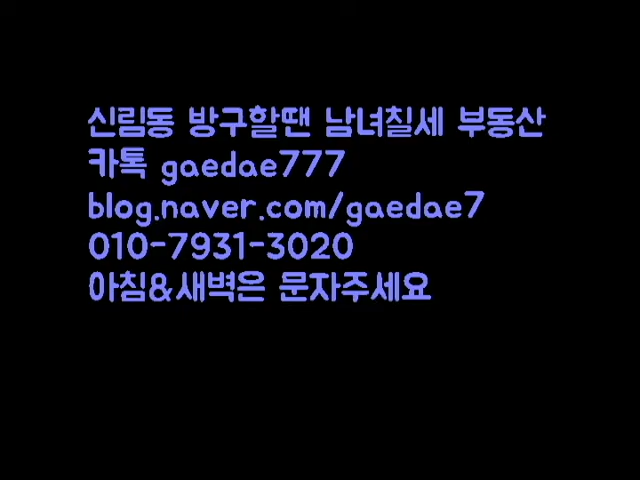 신림동 방구할땐 남녀칠세 부동산
카톡 gaedae777
blog.naver.com/gaedae7
010-7931-3020
아침&새벽은 문자주세요